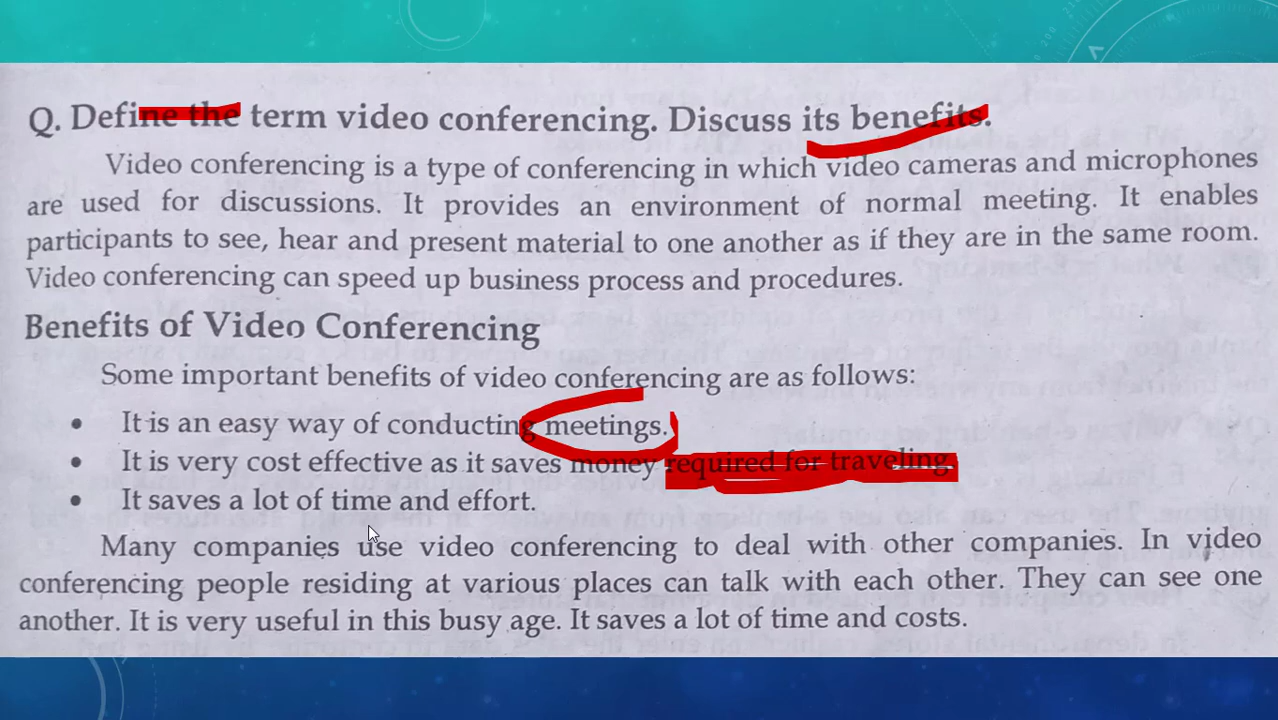 Q. Define the term video conferencing. Discuss its benefits.
Video conferencing is a type of conferencing in which video cameras and microphones
are used for discussions. It provides an environment of normal meeting. It enables
participants to see, hear and present material to one another as if they are in the same room.
Video conferencing can speed up business process and procedures.
Benefits of Video Conferencing
Some important benefits of video conferencing are as follows:
• It is an easy way of conducting meetings.
• It is very cost effective as it saves money required for traveling.
• It saves a lot of time and effort.
Many companies use video conferencing to deal with other companies. In video
conferencing people residing at various places can talk with each other. They can see one
another. It is very useful in this busy age. It saves a lot of time and costs.